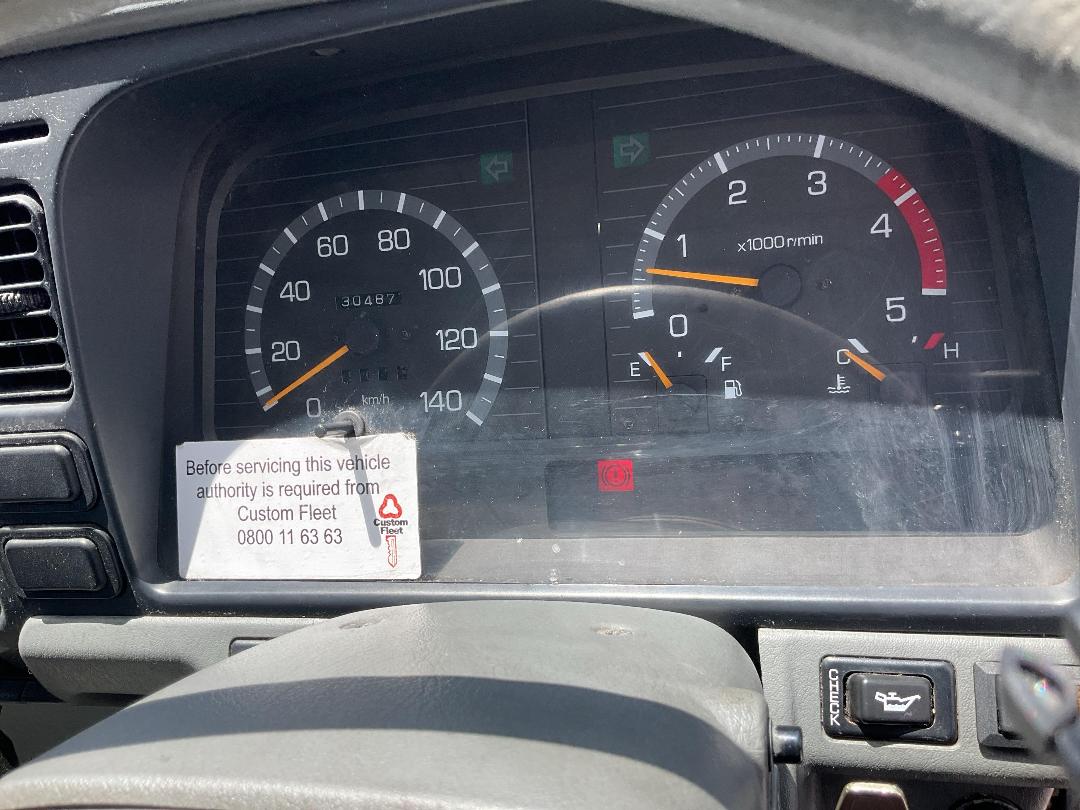 0
20
40
60
80
100
120
140
30487
km/h
0
1
2
3
4
5
x1000 r/min
E
F
C
H
Before servicing this vehicle
authority is required from
Custom Fleet
0800 11 63 63
Custom
Fleet
CHECK